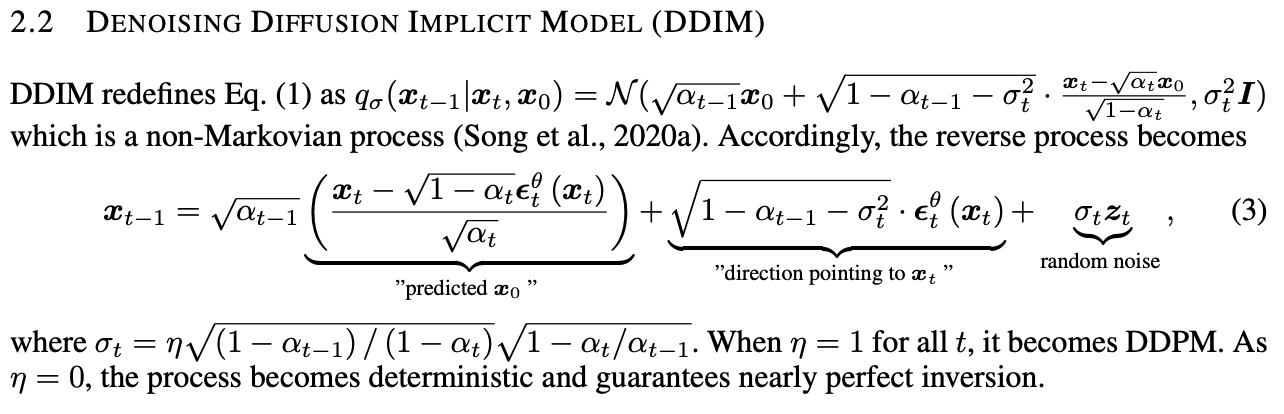 2.2 DENOISING DIFFUSION IMPLICIT MODEL (DDIM)
DDIM redefines Eq. (1) as $q_\sigma(\boldsymbol{x}_{t-1}|\boldsymbol{x}_t, \boldsymbol{x}_0) = \mathcal{N}(\sqrt{\alpha_{t-1}}\boldsymbol{x}_0 + \sqrt{1 - \alpha_{t-1} - \sigma_t^2} \cdot \frac{\boldsymbol{x}_t - \sqrt{\alpha_t}\boldsymbol{x}_0}{\sqrt{1-\alpha_t}}, \sigma_t^2 \boldsymbol{I})$
which is a non-Markovian process (Song et al., 2020a). Accordingly, the reverse process becomes
$\boldsymbol{x}_{t-1} = \sqrt{\alpha_{t-1}} \underbrace{\left( \frac{\boldsymbol{x}_t - \sqrt{1 - \alpha_t}\boldsymbol{\epsilon}_t^\theta (\boldsymbol{x}_t)}{\sqrt{\alpha_t}} \right)}_{\text{"predicted } \boldsymbol{x}_0 \text{ "}} + \underbrace{\sqrt{1 - \alpha_{t-1} - \sigma_t^2} \cdot \boldsymbol{\epsilon}_t^\theta (\boldsymbol{x}_t)}_{\text{"direction pointing to } \boldsymbol{x}_t \text{ "}} + \underbrace{\sigma_t \boldsymbol{z}_t}_{\text{random noise}}, \quad (3)$
where $\sigma_t = \eta\sqrt{(1 - \alpha_{t-1}) / (1 - \alpha_t)}\sqrt{1 - \alpha_t/\alpha_{t-1}}$. When $\eta = 1$ for all $t$, it becomes DDPM. As
$\eta = 0$, the process becomes deterministic and guarantees nearly perfect inversion.